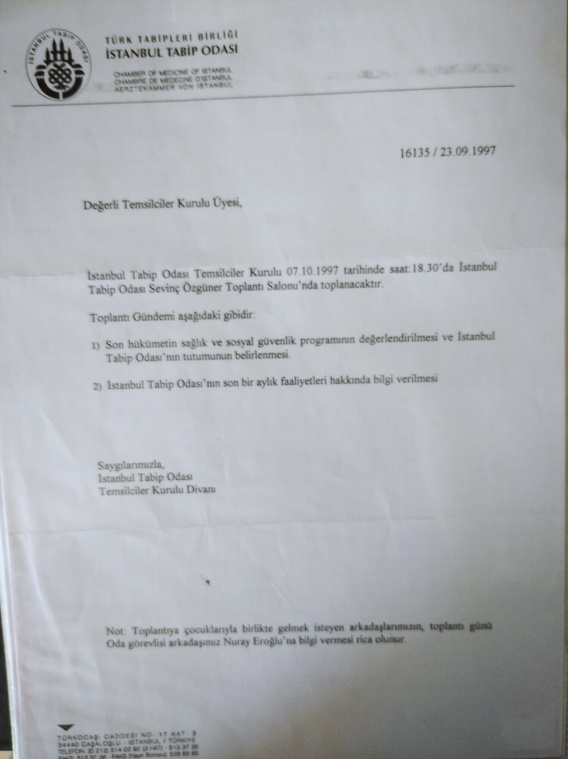 İSTANBUL TABİP ODASI
TÜRK TABİPLERİ BİRLİĞİ
İSTANBUL TABİP ODASI
CHAMBER OF MEDICINE OF ISTANBUL
CHAMBRE DE MEDECINE D'ISTANBUL
AERZTEKAMMER VON ISTANBUL
16135 / 23.09.1997
Değerli Temsilciler Kurulu Üyesi,
İstanbul Tabip Odası Temsilciler Kurulu 07.10.1997 tarihinde saat:18.30'da İstanbul
Tabip Odası Sevinç Özgüner Toplantı Salonu'nda toplanacaktır.
Toplantı Gündemi aşağıdaki gibidir:
1) Son hükümetin sağlık ve sosyal güvenlik programının değerlendirilmesi ve İstanbul
Tabip Odası'nın tutumunun belirlenmesi.
2) İstanbul Tabip Odası'nın son bir aylık faaliyetleri hakkında bilgi verilmesi
Saygılarımızla,
İstanbul Tabip Odası
Temsilciler Kurulu Divanı
Not: Toplantıya çocuklarıyla birlikte gelmek isteyen arkadaşlarımızın, toplantı günü
Oda görevlisi arkadaşımız Nuray Eroğlu'na bilgi vermesi rica olunur.
TÜRKOCAĞI CADDESİ NO: 17 KAT: 3
34440 CAĞALOĞLU - İSTANBUL / TÜRKİYE
TELEFON: (0.212) 514 02 90 (3 HAT) - 513 37 36
513 37 36